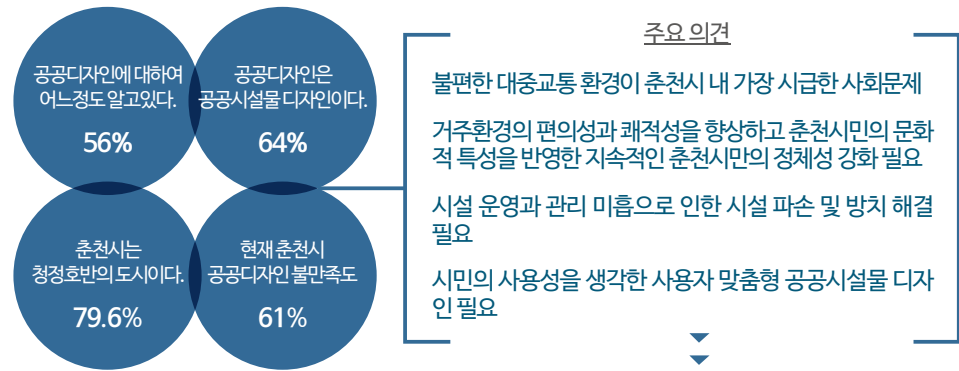 공공디자인에 대하여
어느정도 알고있다.
56%
공공디자인은
공공시설물 디자인이다.
64%
춘천시는
청정호반의 도시이다.
79.6%
현재 춘천시
공공디자인 불만족도
61%
주요 의견
불편한 대중교통 환경이 춘천시 내 가장 시급한 사회문제
거주환경의 편의성과 쾌적성을 향상하고 춘천시민의 문화
적 특성을 반영한 지속적인 춘천시만의 정체성 강화 필요
시설 운영과 관리 미흡으로 인한 시설 파손 및 방치 해결
필요
시민의 사용성을 생각한 사용자 맞춤형 공공시설물 디자
인 필요